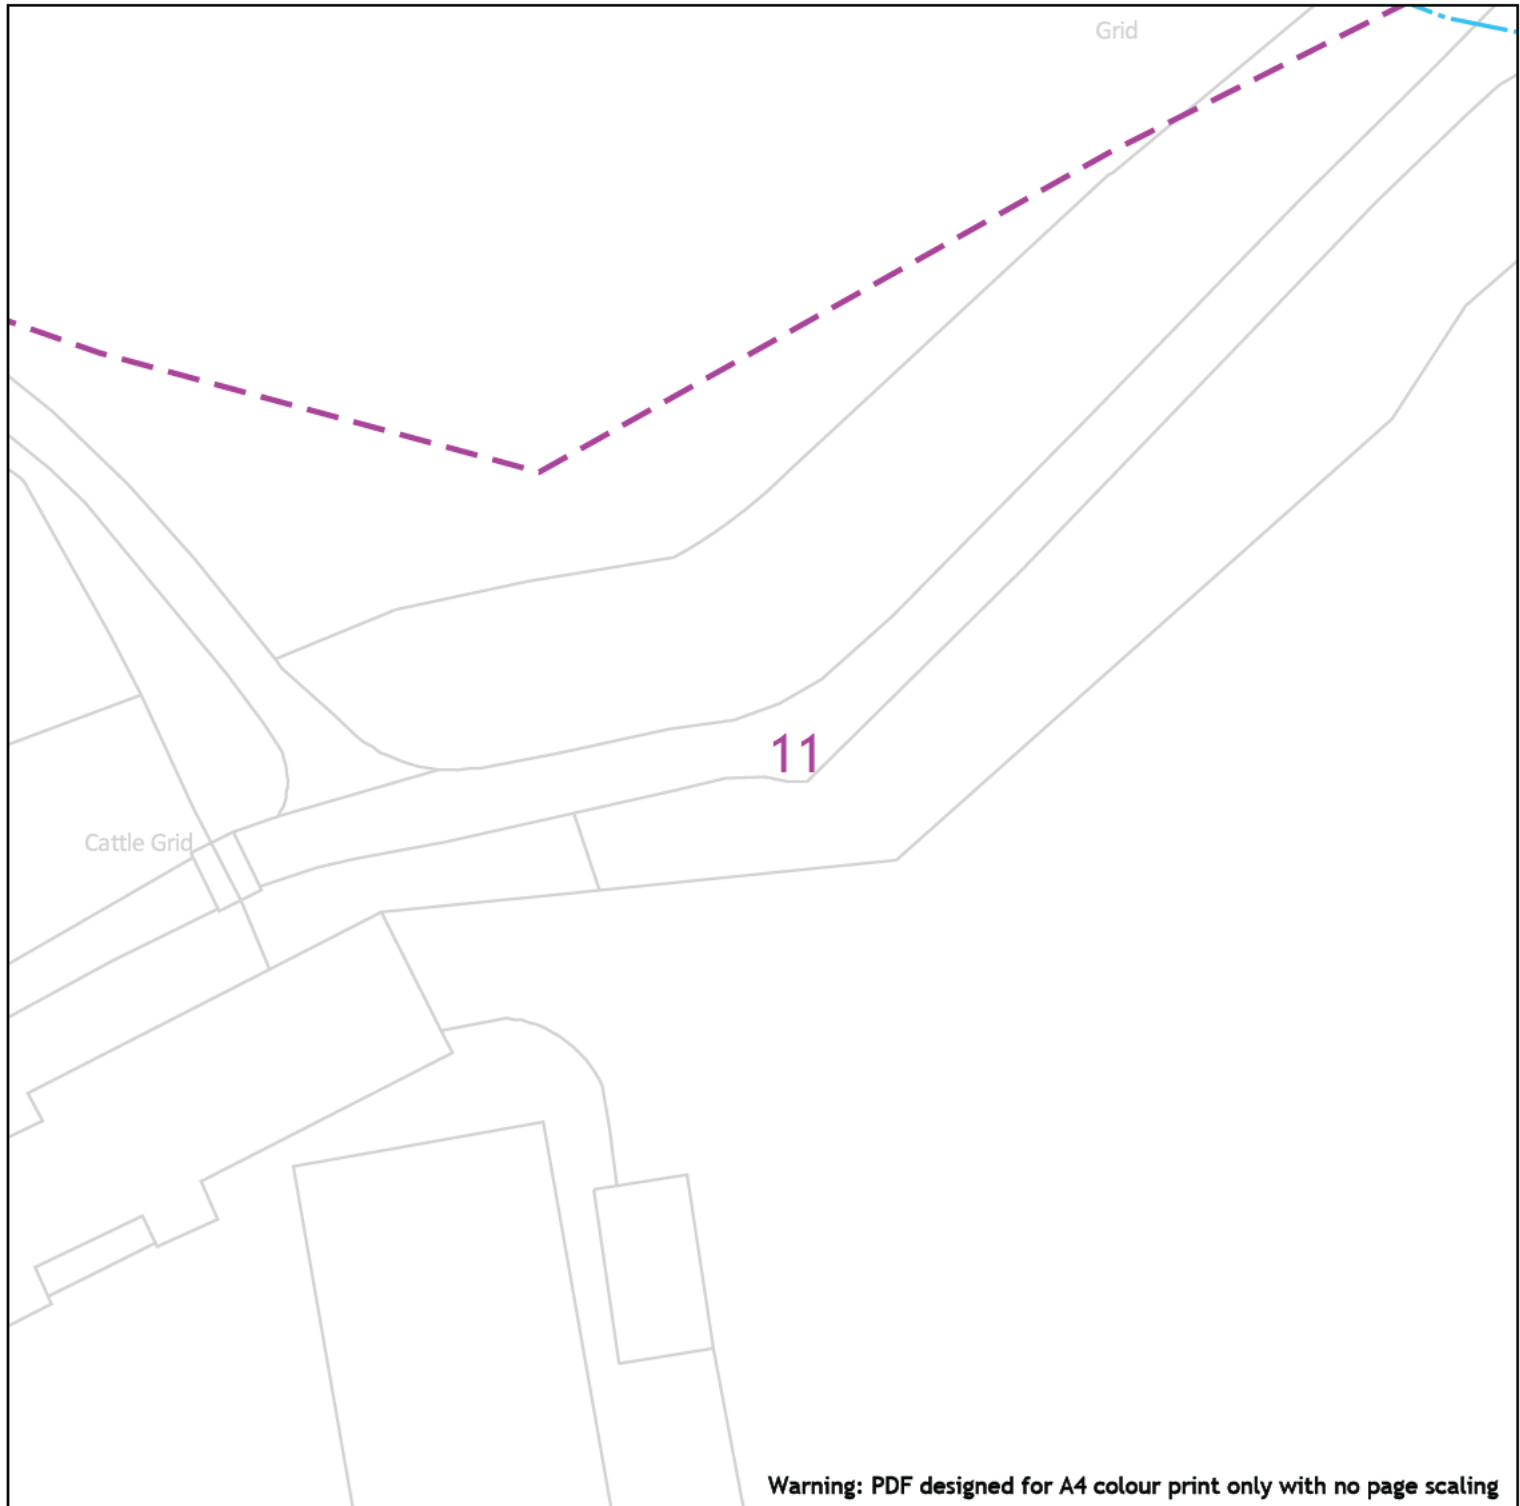 Grid
11
Cattle Grid
Warning: PDF designed for A4 colour print only with no page scaling